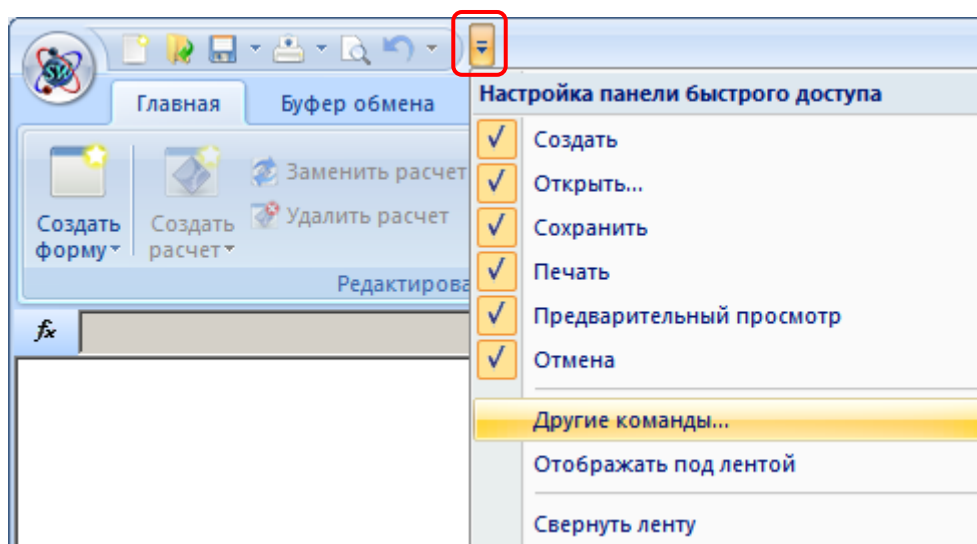 SW
Главная Буфер обмена
Настройка панели быстрого доступа
Создать
Открыть...
Сохранить
Печать
Предварительный просмотр
Отмена
Другие команды...
Отображать под лентой
Свернуть ленту
Создать
форму
Создать
расчет
Заменить расчет
Удалить расчет
Редактирова
fx